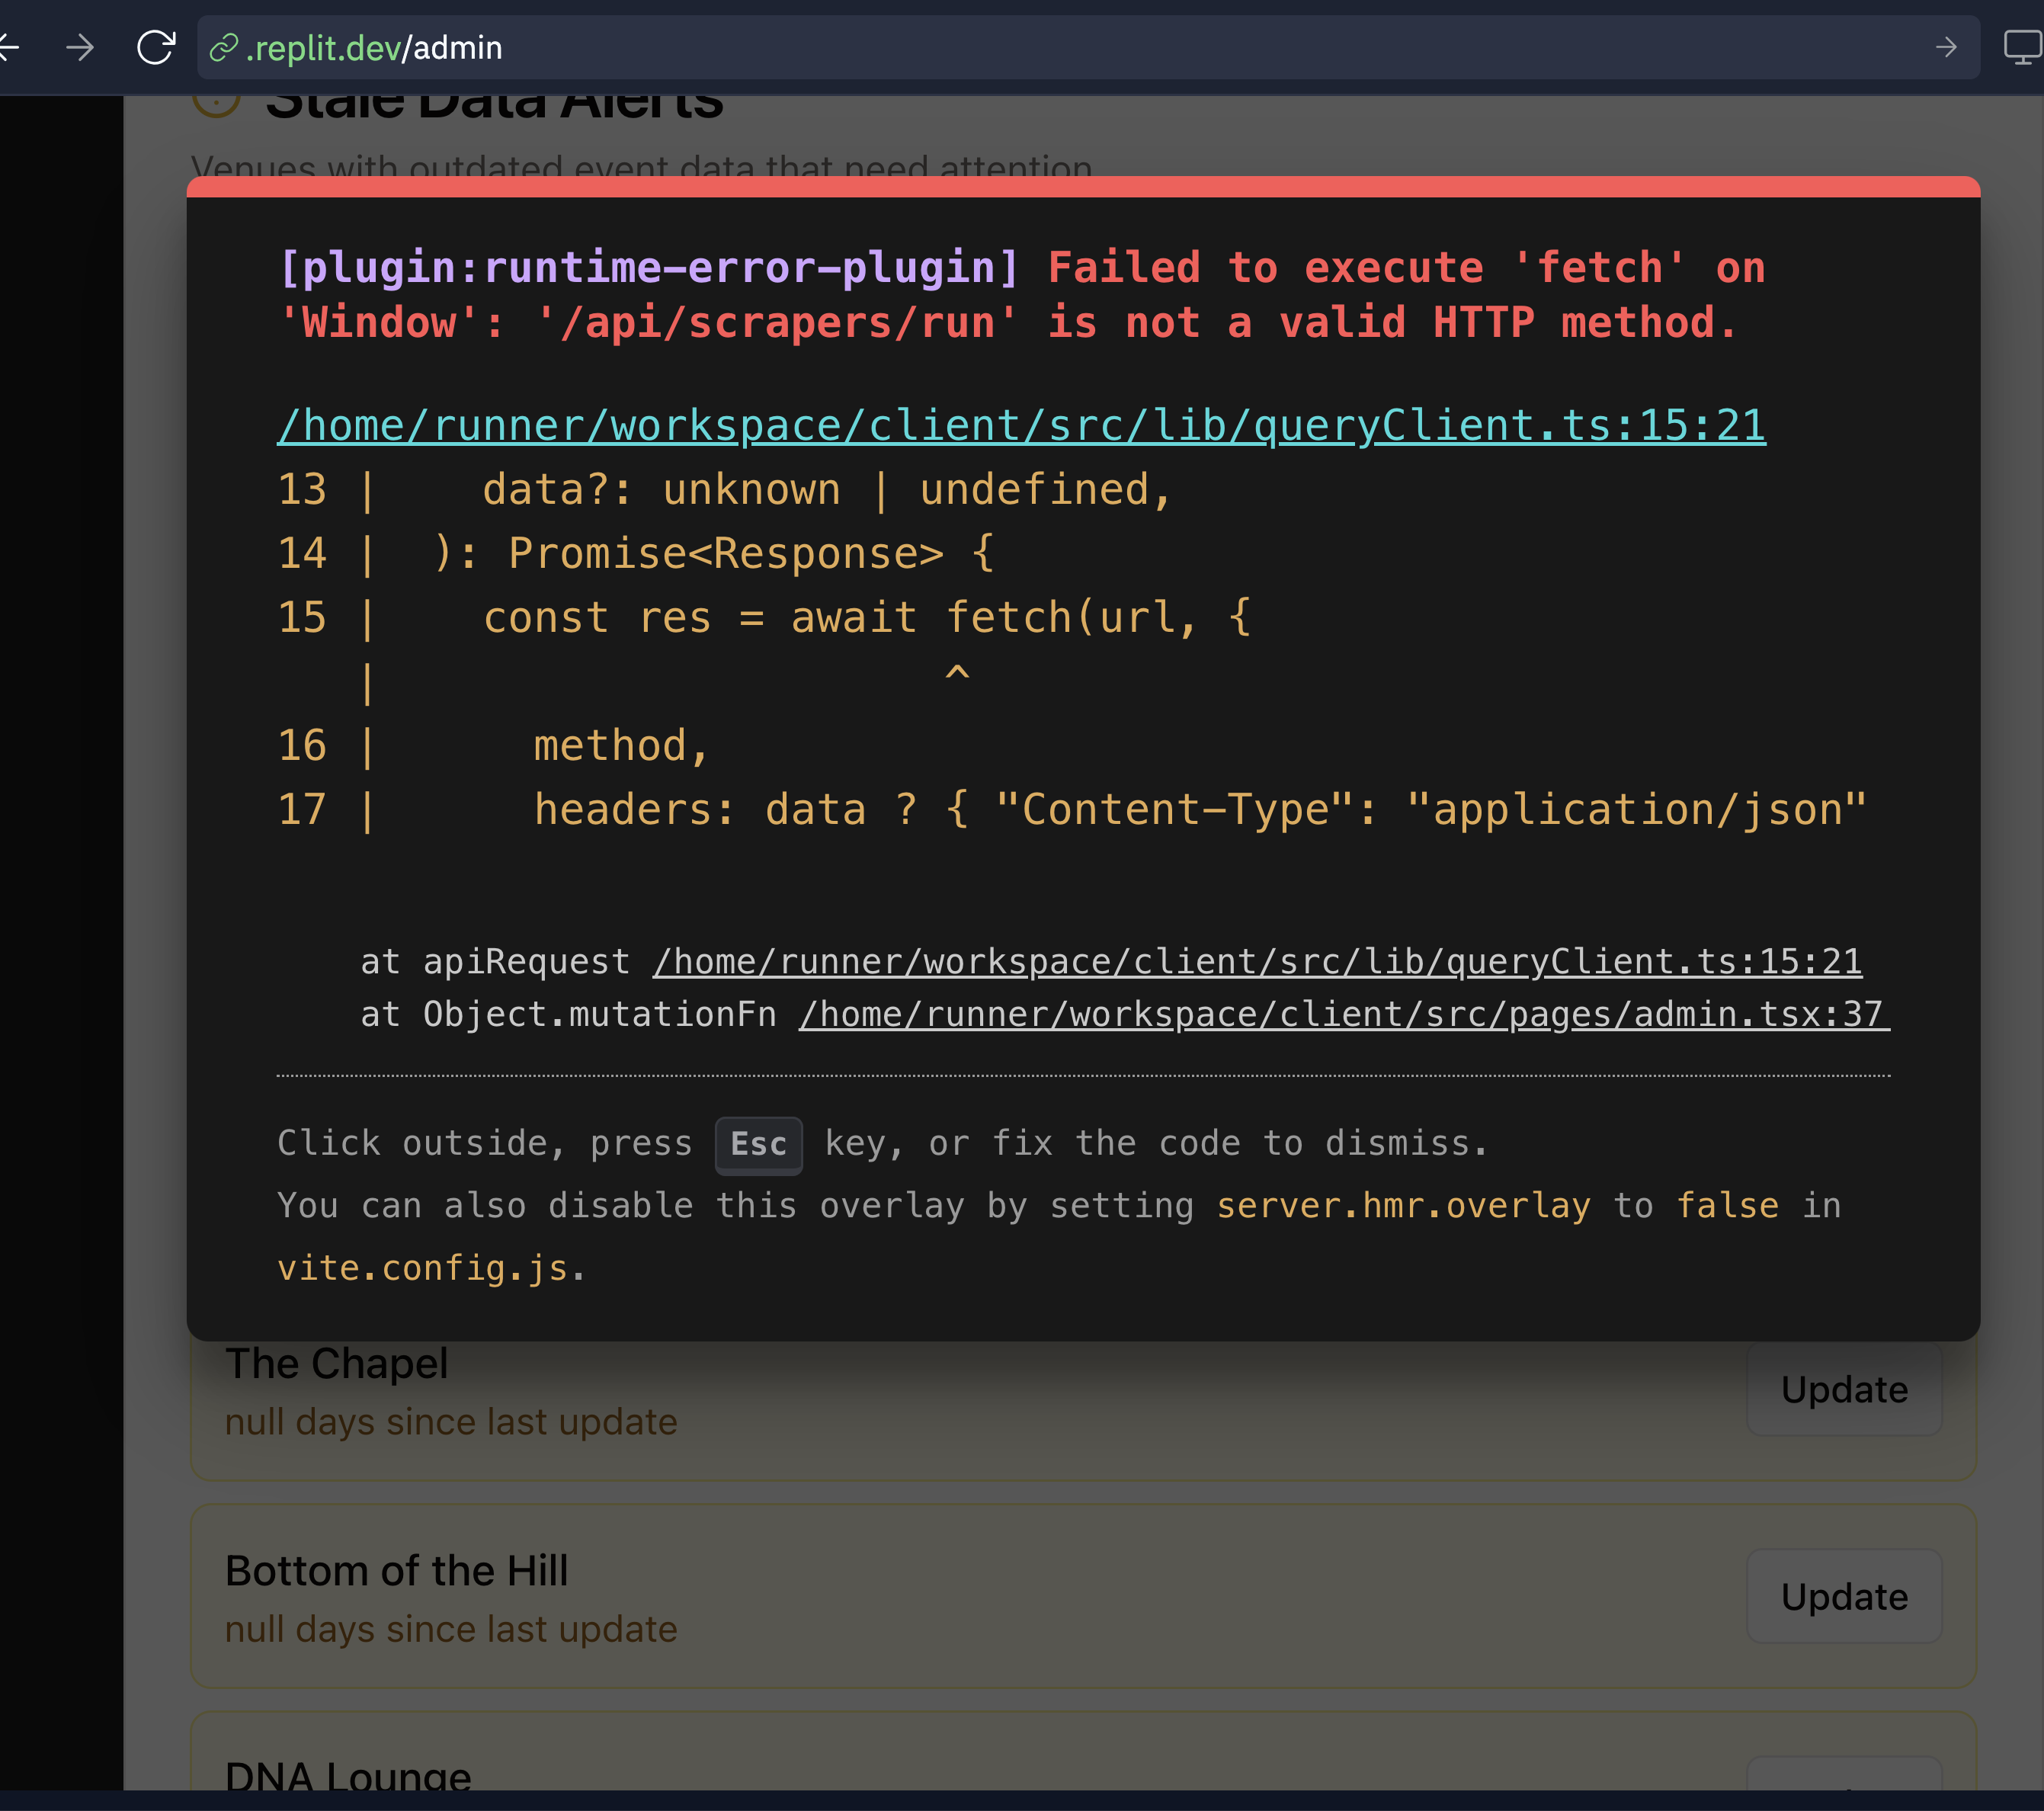 .replit.dev/admin
Stale Data Alerts
Venues with outdated event data that need attention
[plugin:runtime-error-plugin] Failed to execute 'fetch' on
'Window': '/api/scrapers/run' is not a valid HTTP method.
/home/runner/workspace/client/src/lib/queryClient.ts:15:21
13 |    data?: unknown | undefined,
14 |  ): Promise<Response> {
15 |    const res = await fetch(url, {
   |                      ^
16 |      method,
17 |      headers: data ? { "Content-Type": "application/json"
at apiRequest /home/runner/workspace/client/src/lib/queryClient.ts:15:21
at Object.mutationFn /home/runner/workspace/client/src/pages/admin.tsx:37
Click outside, press Esc key, or fix the code to dismiss.
You can also disable this overlay by setting server.hmr.overlay to false in
vite.config.js.
The Chapel
Update
null days since last update
Bottom of the Hill
Update
null days since last update
DNA Lounge